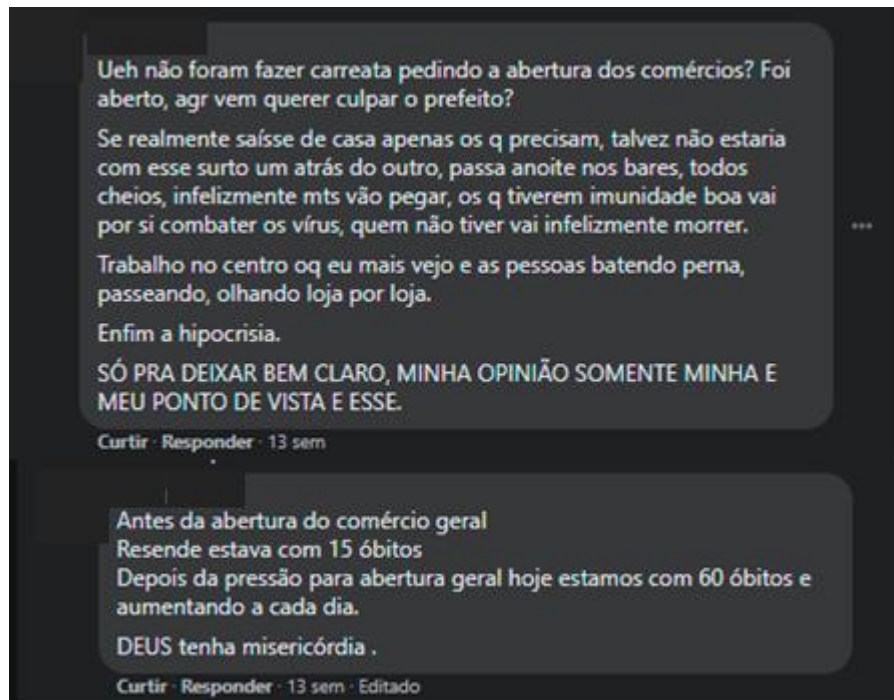 Ueh não foram fazer carreata pedindo a abertura dos comércios? Foi
aberto, agr vem querer culpar o prefeito?
Se realmente saísse de casa apenas os q precisam, talvez não estaria
com esse surto um atrás do outro, passa anoite nos bares, todos
cheios, infelizmente mts vão pegar, os q tiverem imunidade boa vai
por si combater os vírus, quem não tiver vai infelizmente morrer.
Trabalho no centro oq eu mais vejo e as pessoas batendo perna,
passeando, olhando loja por loja.
Enfim a hipocrisia.
SÓ PRA DEIXAR BEM CLARO, MINHA OPINIÃO SOMENTE MINHA E
MEU PONTO DE VISTA E ESSE.
Curtir · Responder · 13 sem
Antes da abertura do comércio geral
Resende estava com 15 óbitos
Depois da pressão para abertura geral hoje estamos com 60 óbitos e
aumentando a cada dia.
DEUS tenha misericórdia .
Curtir · Responder · 13 sem · Editado